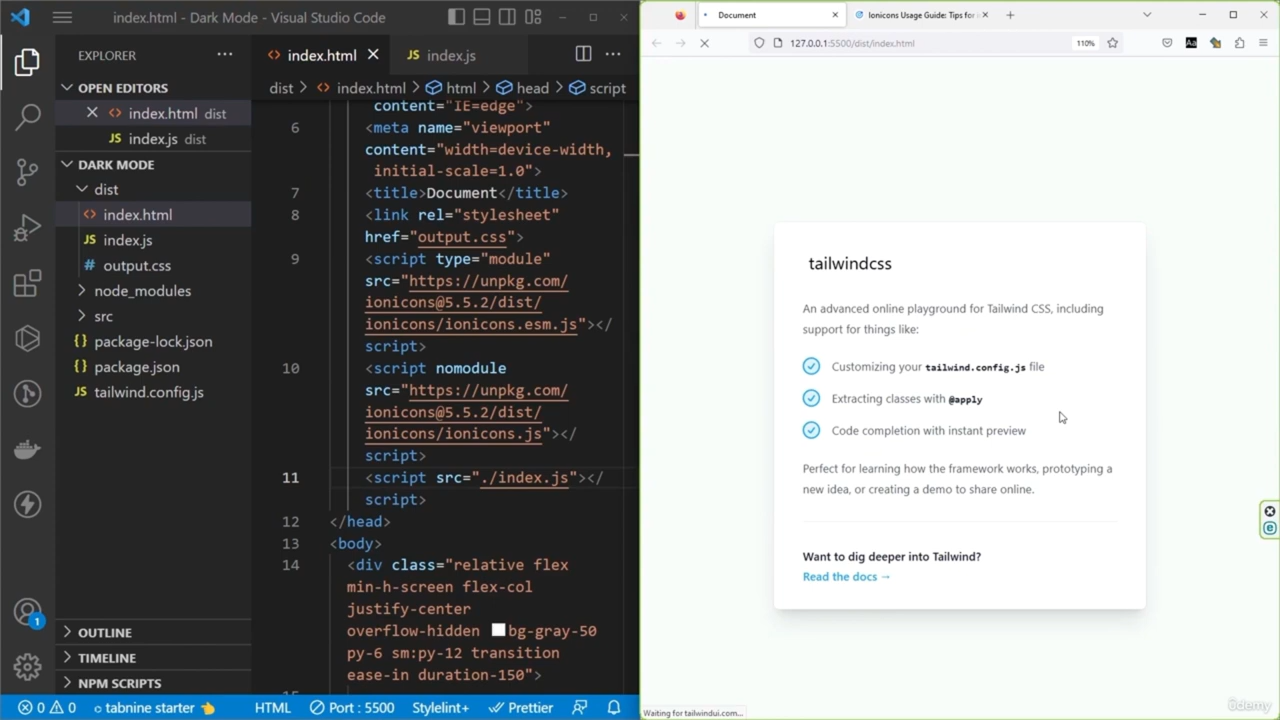 index.html - Dark Mode - Visual Studio Code
EXPLORER
OPEN EDITORS
index.html dist
JS index.js dist
DARK MODE
dist
index.html
JS index.js
# output.css
node_modules
src
{} package-lock.json
{} package.json
JS tailwind.config.js
OUTLINE
TIMELINE
NPM SCRIPTS
1
index.html
JS index.js
dist > index.html > html > head > script
content="IE=edge">
6 <meta name="viewport"
content="width=device-width,
initial-scale=1.0">
7 <title>Document</title>
8 <link rel="stylesheet"
href="output.css">
9 <script type="module"
src="https://unpkg.com/
ionicons@5.5.2/dist/
ionicons/ionicons.esm.js"></
script>
10 <script nomodule
src="https://unpkg.com/
ionicons@5.5.2/dist/
ionicons/ionicons.js"></
script>
11 <script src="./index.js"></
script>
12 </head>
13 <body>
14 <div class="relative flex
min-h-screen flex-col
justify-center
overflow-hidden bg-gray-50
py-6 sm:py-12 transition
ease-in duration-150">
0 0 tabnine starter 👈 HTML Port : 5500 Stylelint+ Prettier
Document
Ionicons Usage Guide: Tips for
127.0.0.1:5500/dist/index.html
110%
tailwindcss
An advanced online playground for Tailwind CSS, including
support for things like:
Customizing your tailwind.config.js file
Extracting classes with @apply
Code completion with instant preview
Perfect for learning how the framework works, prototyping a
new idea, or creating a demo to share online.
Want to dig deeper into Tailwind?
Read the docs →
Waiting for tailwindui.com...
ûdemy